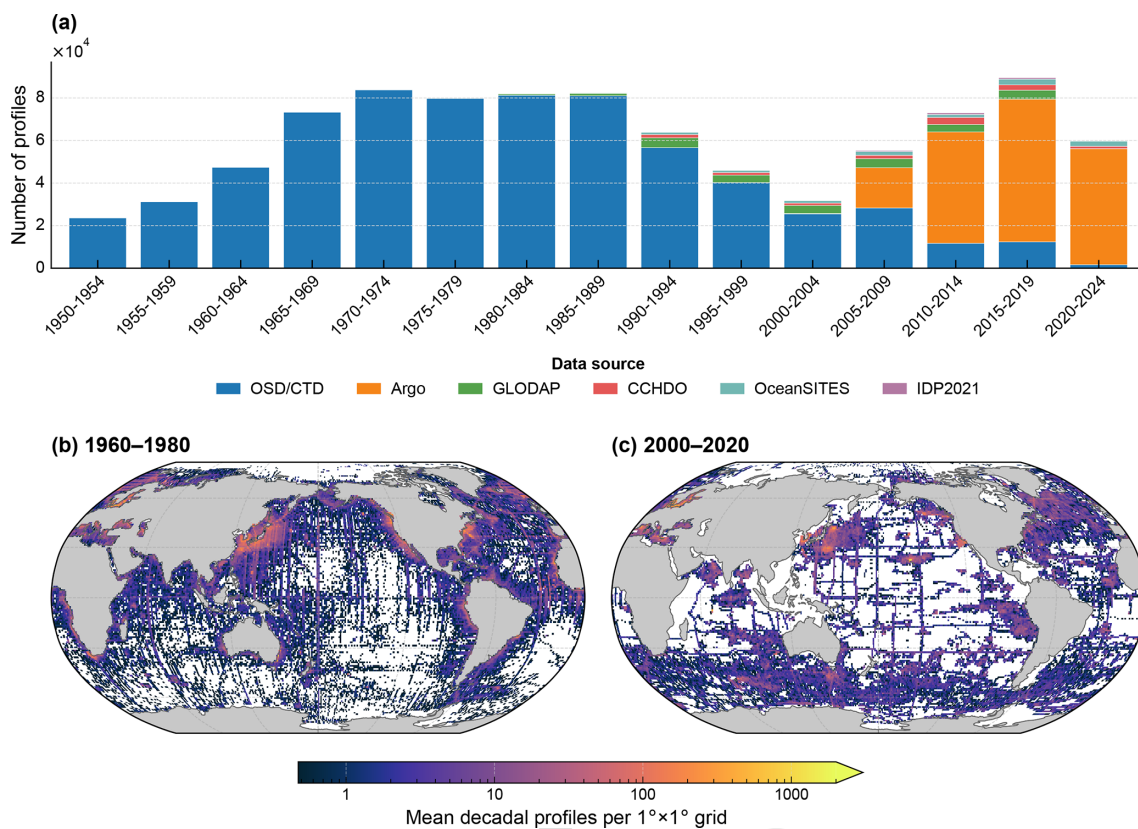 (a)
×10⁴
Number of profiles
8
6
4
2
0
1950-1954
1955-1959
1960-1964
1965-1969
1970-1974
1975-1979
1980-1984
1985-1989
1990-1994
1995-1999
2000-2004
2005-2009
2010-2014
2015-2019
2020-2024
Data source
OSD/CTD
Argo
GLODAP
CCHDO
OceanSITES
IDP2021
(b) 1960–1980
(c) 2000–2020
1
10
100
1000
Mean decadal profiles per 1°×1° grid